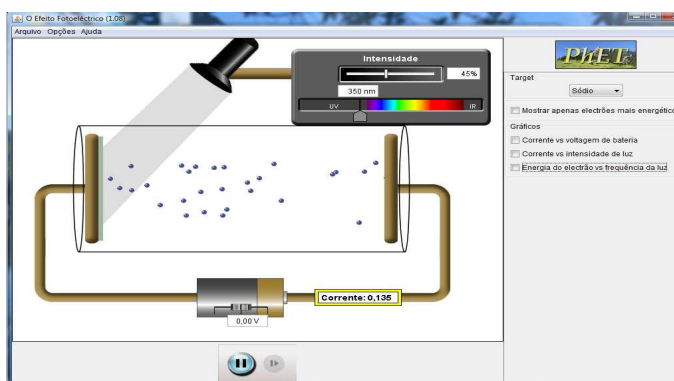 O Efeito Fotoeléctrico (1.08)
Arquivo Opções Ajuda
Intensidade
45%
350 nm
UV
IR
Corrente: 0,135
0,00 V
PhET
Target
Sódio
Mostrar apenas electrões mais energético
Gráficos
Corrente vs voltagem de bateria
Corrente vs intensidade de luz
Energia do electrão vs frequência da luz